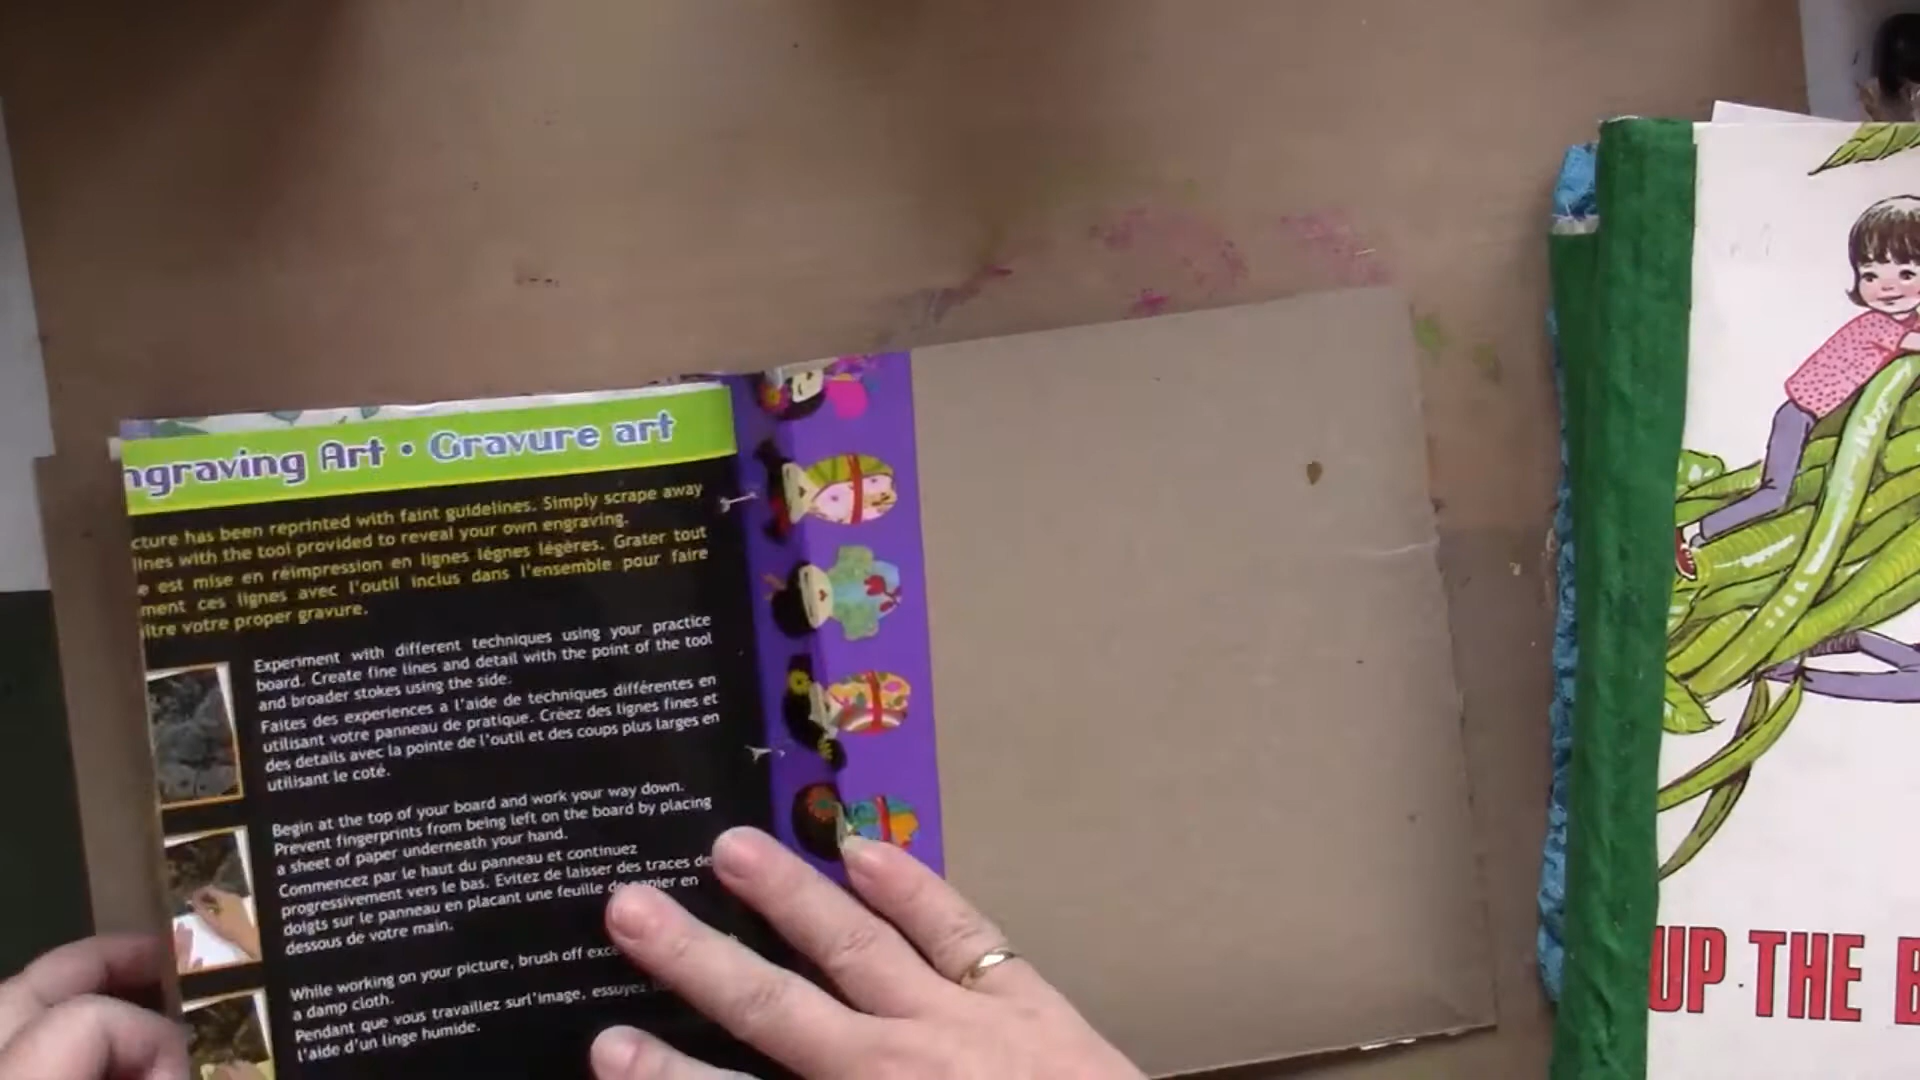 ngraving Art • Gravure art
cture has been reprinted with faint guidelines. Simply scrape away
lines with the tool provided to reveal your own engraving.
e est mise en réimpression en lignes légnes légères. Grater tout
ment ces lignes avec l'outil inclus dans l'ensemble pour faire
ître votre proper gravure.
Experiment with different techniques using your practice
board. Create fine lines and detail with the point of the tool
and broader stokes using the side.
Faites des experiences a l'aide de techniques différentes en
utilisant votre panneau de pratique. Créez des lignes fines et
des details avec la pointe de l'outil et des coups plus larges en
utilisant le coté.
Begin at the top of your board and work your way down.
Prevent fingerprints from being left on the board by placing
a sheet of paper underneath your hand.
Commencez par le haut du panneau et continuez
progressivement vers le bas. Evitez de laisser des traces de
doigts sur le panneau en placant une feuille de papier en
dessous de votre main.
While working on your picture, brush off exce
a damp cloth.
Pendant que vous travaillez surl'image, essuyez
l'aide d'un linge humide.
UP THE B